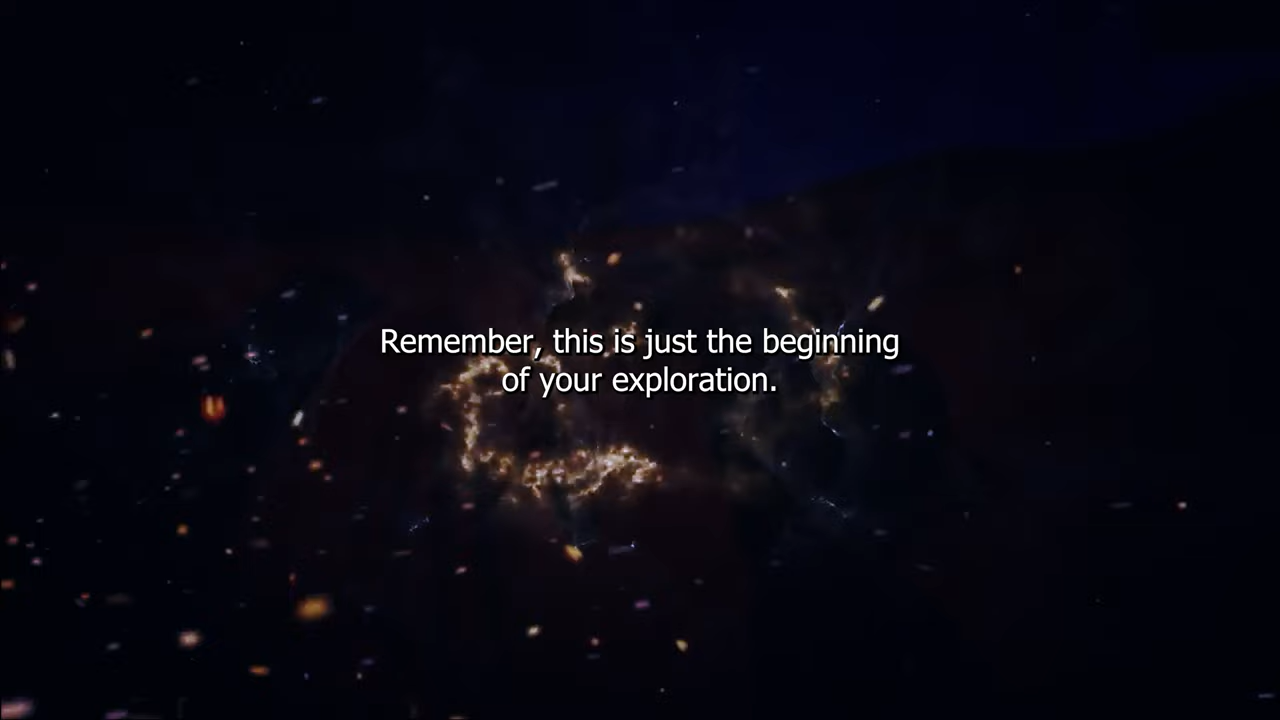 Remember, this is just the beginning
of your exploration.